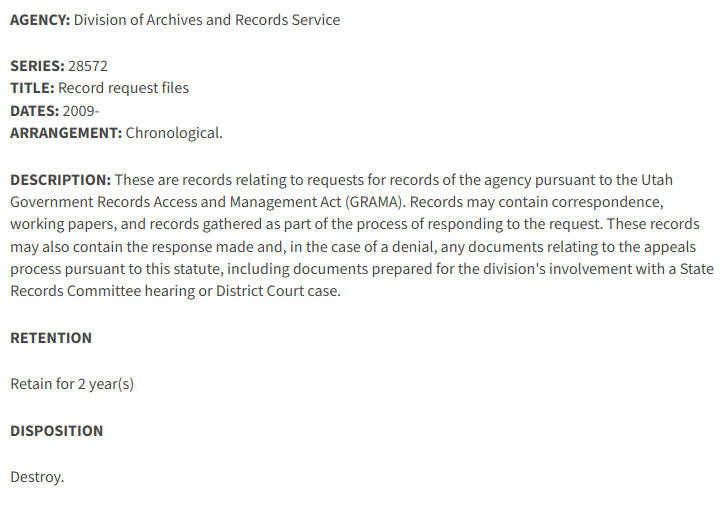 AGENCY: Division of Archives and Records Service
SERIES: 28572
TITLE: Record request files
DATES: 2009-
ARRANGEMENT: Chronological.
DESCRIPTION: These are records relating to requests for records of the agency pursuant to the Utah
Government Records Access and Management Act (GRAMA). Records may contain correspondence,
working papers, and records gathered as part of the process of responding to the request. These records
may also contain the response made and, in the case of a denial, any documents relating to the appeals
process pursuant to this statute, including documents prepared for the division's involvement with a State
Records Committee hearing or District Court case.
RETENTION
Retain for 2 year(s)
DISPOSITION
Destroy.